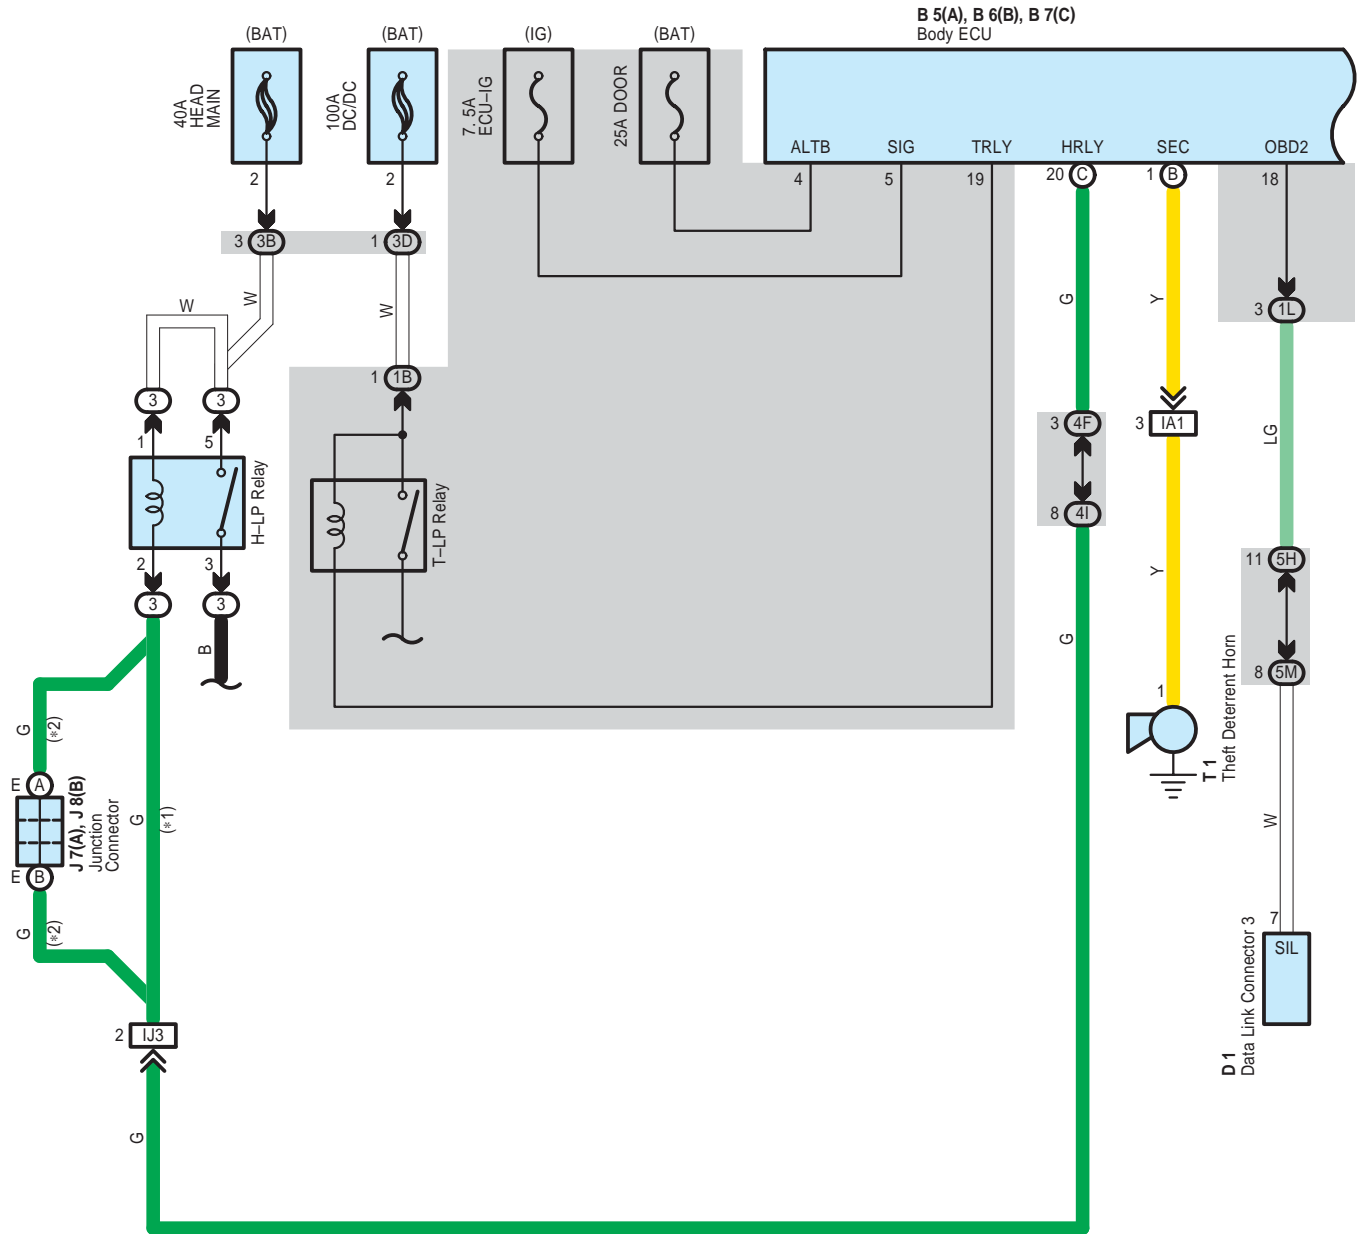 B 5(A), B 6(B), B 7(C)
Body ECU
(BAT)
(BAT)
(IG)
(BAT)
40A
HEAD
MAIN
100A
DC/DC
7. 5A
ECU–IG
25A DOOR
ALTB
SIG
TRLY
HRLY
SEC
OBD2
2
2
4
5
19
20 C
1 B
18
3 3B
1 3D
W
W
W
G
Y
3 1L
1 1B
3
3
3 4F
3 IA1
LG
1
5
H–LP Relay
T–LP Relay
8 4I
2
3
11 5H
3
3
B
G
Y
8 5M
1
T 1
Theft Deterrent Horn
G
(*2)
E A
J 7(A), J 8(B)
Junction
Connector
E B
G
(*1)
G
(*2)
W
7
SIL
D 1
Data Link Connector 3
2 IJ3
G